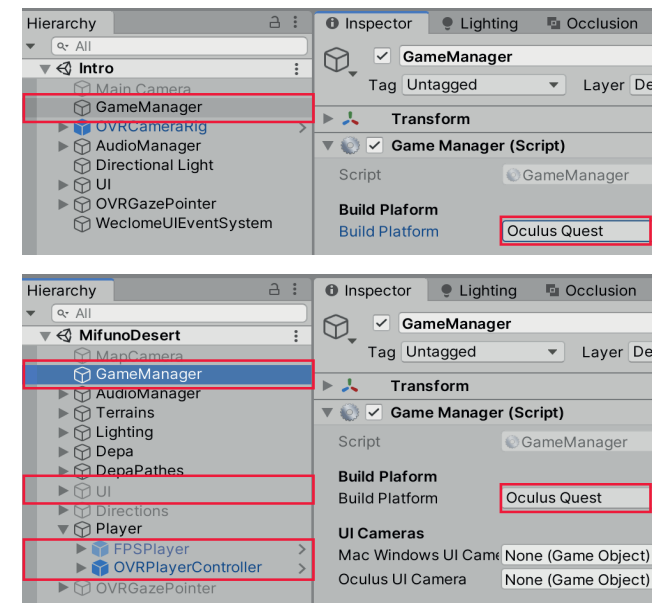 Hierarchy
All
Intro
Main Camera
GameManager
OVRCameraRig
AudioManager
Directional Light
UI
OVRGazePointer
WeclomeUIEventSystem
Inspector
Lighting
Occlusion
GameManager
Tag Untagged
Layer De
Transform
Game Manager (Script)
Script GameManager
Build Plaform
Build Platform Oculus Quest
Hierarchy
All
MifunoDesert
MapCamera
GameManager
AudioManager
Terrains
Lighting
Depa
DepaPathes
UI
Directions
Player
FPSPlayer
OVRPlayerController
OVRGazePointer
Inspector
Lighting
Occlusion
GameManager
Tag Untagged
Layer De
Transform
Game Manager (Script)
Script GameManager
Build Plaform
Build Platform Oculus Quest
UI Cameras
Mac Windows UI Came None (Game Object)
Oculus UI Camera None (Game Object)